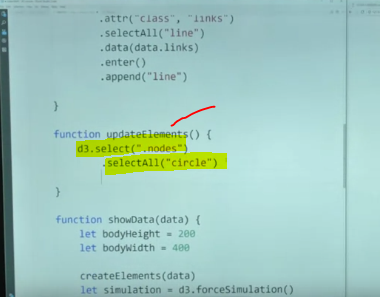 .attr("class", "links")
.selectAll("line")
.data(data.links)
.enter()
.append("line")
}
function updateElements() {
d3.select(".nodes")
.selectAll("circle")
}
function showData(data) {
let bodyHeight = 200
let bodyWidth = 400
createElements(data)
let simulation = d3.forceSimulation()